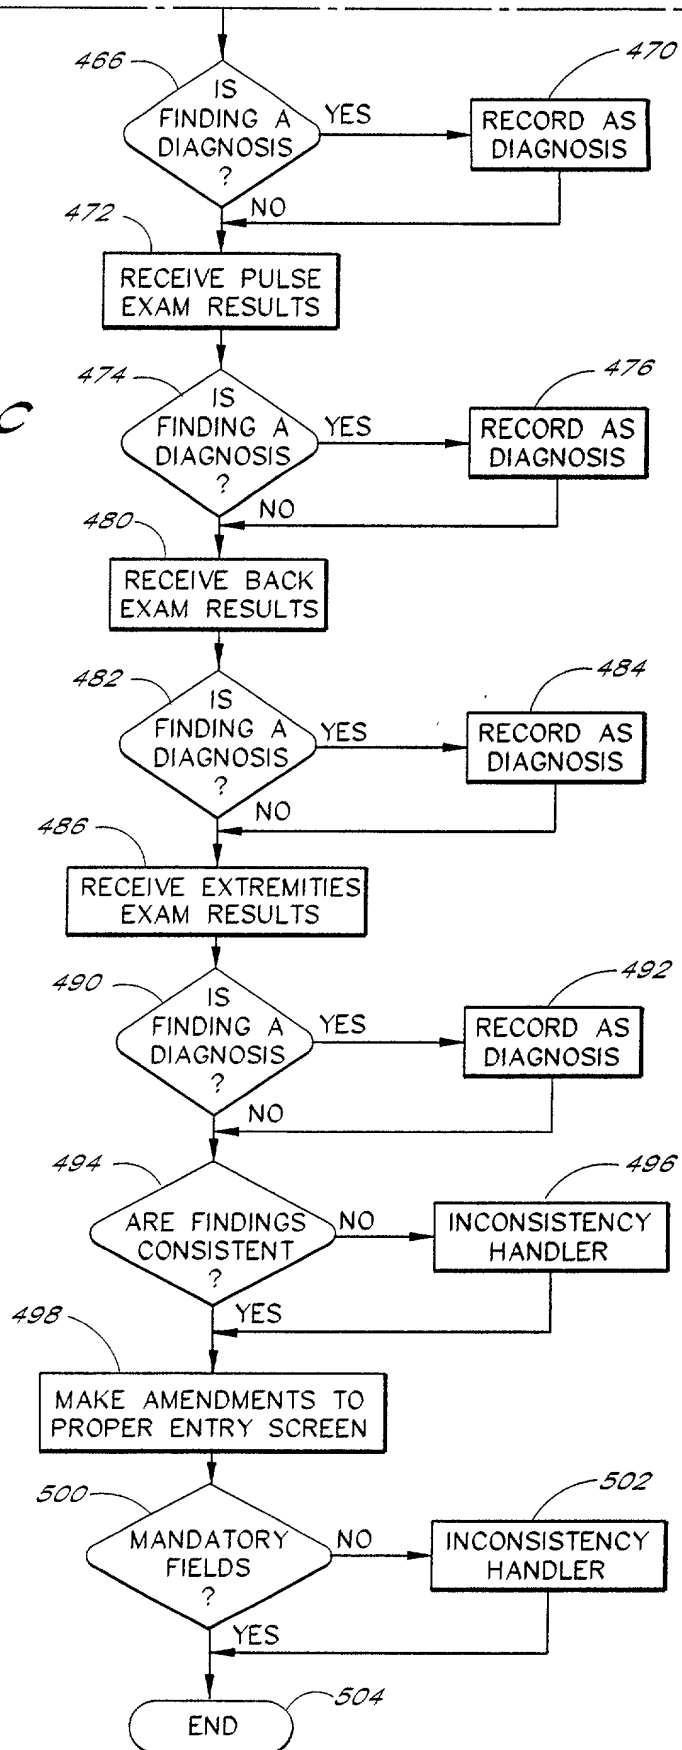 466
IS
FINDING A
DIAGNOSIS
?
YES
470
RECORD AS
DIAGNOSIS
NO
472
RECEIVE PULSE
EXAM RESULTS
C
474
IS
FINDING A
DIAGNOSIS
?
YES
476
RECORD AS
DIAGNOSIS
NO
480
RECEIVE BACK
EXAM RESULTS
482
IS
FINDING A
DIAGNOSIS
?
YES
484
RECORD AS
DIAGNOSIS
NO
486
RECEIVE EXTREMITIES
EXAM RESULTS
490
IS
FINDING A
DIAGNOSIS
?
YES
492
RECORD AS
DIAGNOSIS
NO
494
ARE FINDINGS
CONSISTENT
?
NO
496
INCONSISTENCY
HANDLER
YES
498
MAKE AMENDMENTS TO
PROPER ENTRY SCREEN
500
MANDATORY
FIELDS
?
NO
502
INCONSISTENCY
HANDLER
YES
504
END